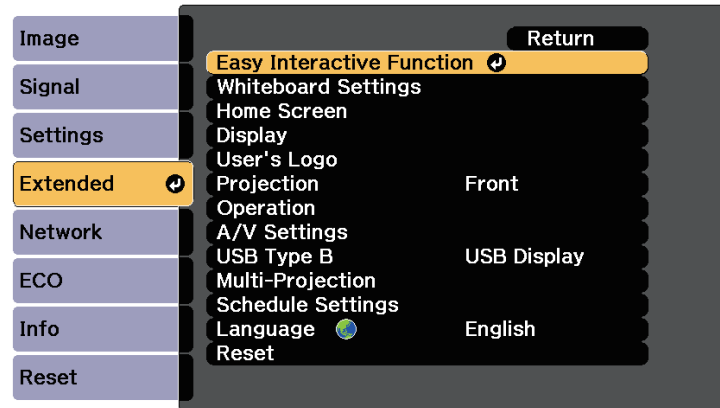 Image
Signal
Settings
Extended
Network
ECO
Info
Reset
Return
Easy Interactive Function
Whiteboard Settings
Home Screen
Display
User's Logo
Projection Front
Operation
A/V Settings
USB Type B USB Display
Multi-Projection
Schedule Settings
Language English
Reset